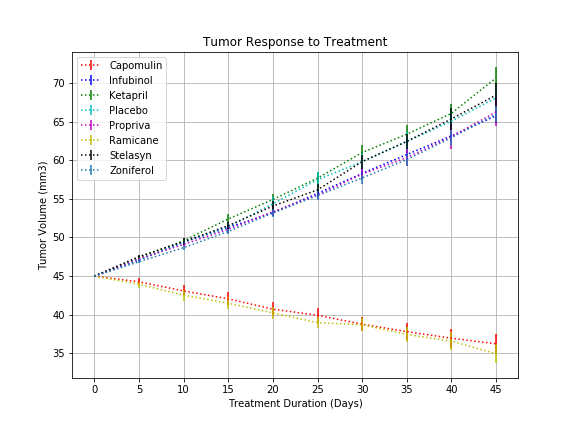 Tumor Response to Treatment
Capomulin
Infubinol
Ketapril
Placebo
Propriva
Ramicane
Stelasyn
Zoniferol
Tumor Volume (mm3)
70
65
60
55
50
45
40
35
0 5 10 15 20 25 30 35 40 45
Treatment Duration (Days)